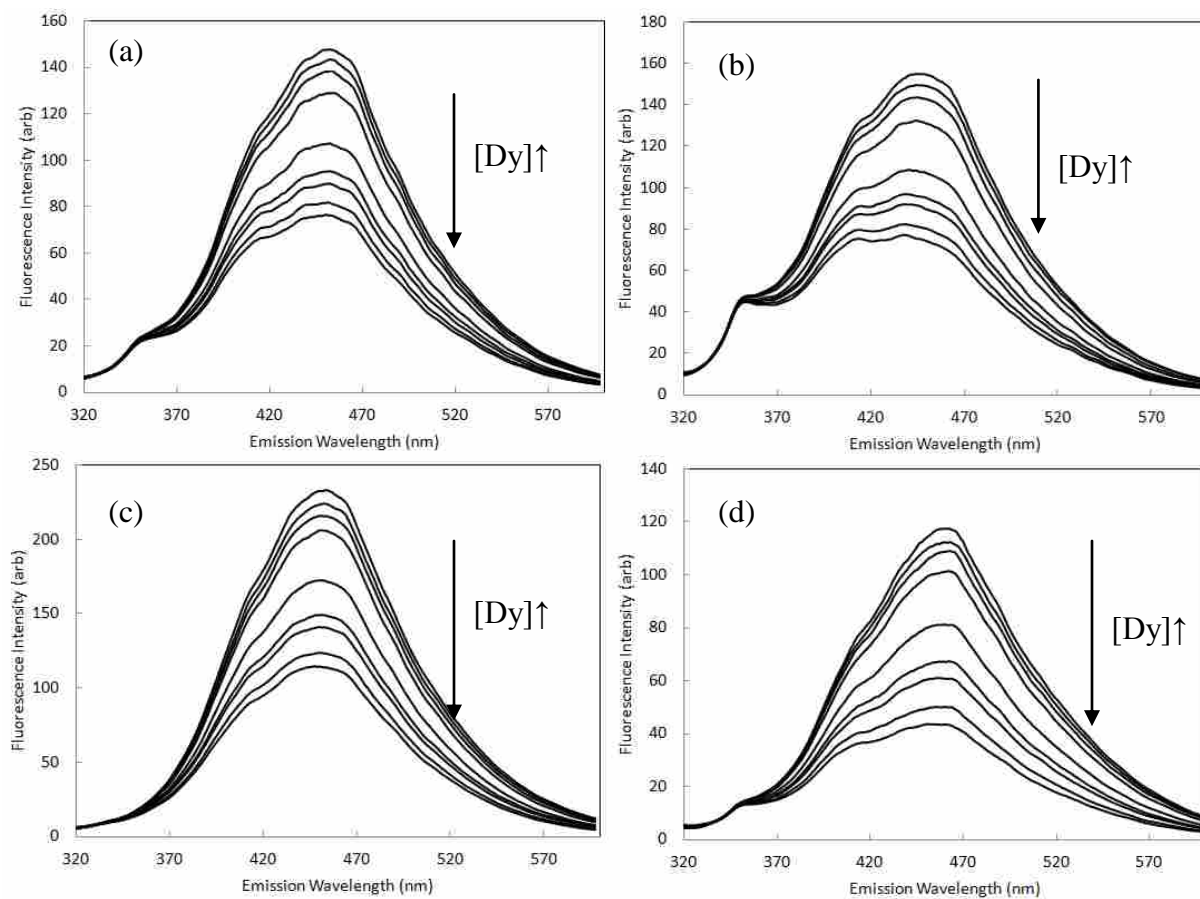 (a)
Fluorescence Intensity (arb)
160
140
120
100
80
60
40
20
0
[Dy]↑
320 370 420 470 520 570
Emission Wavelength (nm)
(b)
Fluorescence Intensity (arb)
180
160
140
120
100
80
60
40
20
0
[Dy]↑
320 370 420 470 520 570
Emission Wavelength (nm)
(c)
Fluorescence Intensity (arb)
250
200
150
100
50
0
[Dy]↑
320 370 420 470 520 570
Emission Wavelength (nm)
(d)
Fluorescence Intensity (arb)
140
120
100
80
60
40
20
0
[Dy]↑
320 370 420 470 520 570
Emission Wavelength (nm)